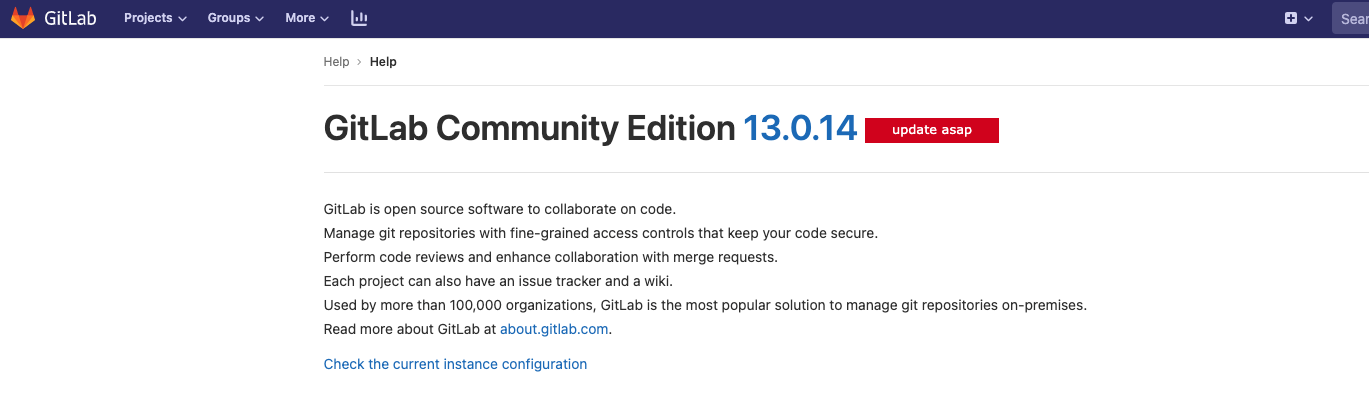 GitLab Projects Groups More
Help > Help
GitLab Community Edition 13.0.14 update asap
GitLab is open source software to collaborate on code.
Manage git repositories with fine-grained access controls that keep your code secure.
Perform code reviews and enhance collaboration with merge requests.
Each project can also have an issue tracker and a wiki.
Used by more than 100,000 organizations, GitLab is the most popular solution to manage git repositories on-premises.
Read more about GitLab at about.gitlab.com.
Check the current instance configuration